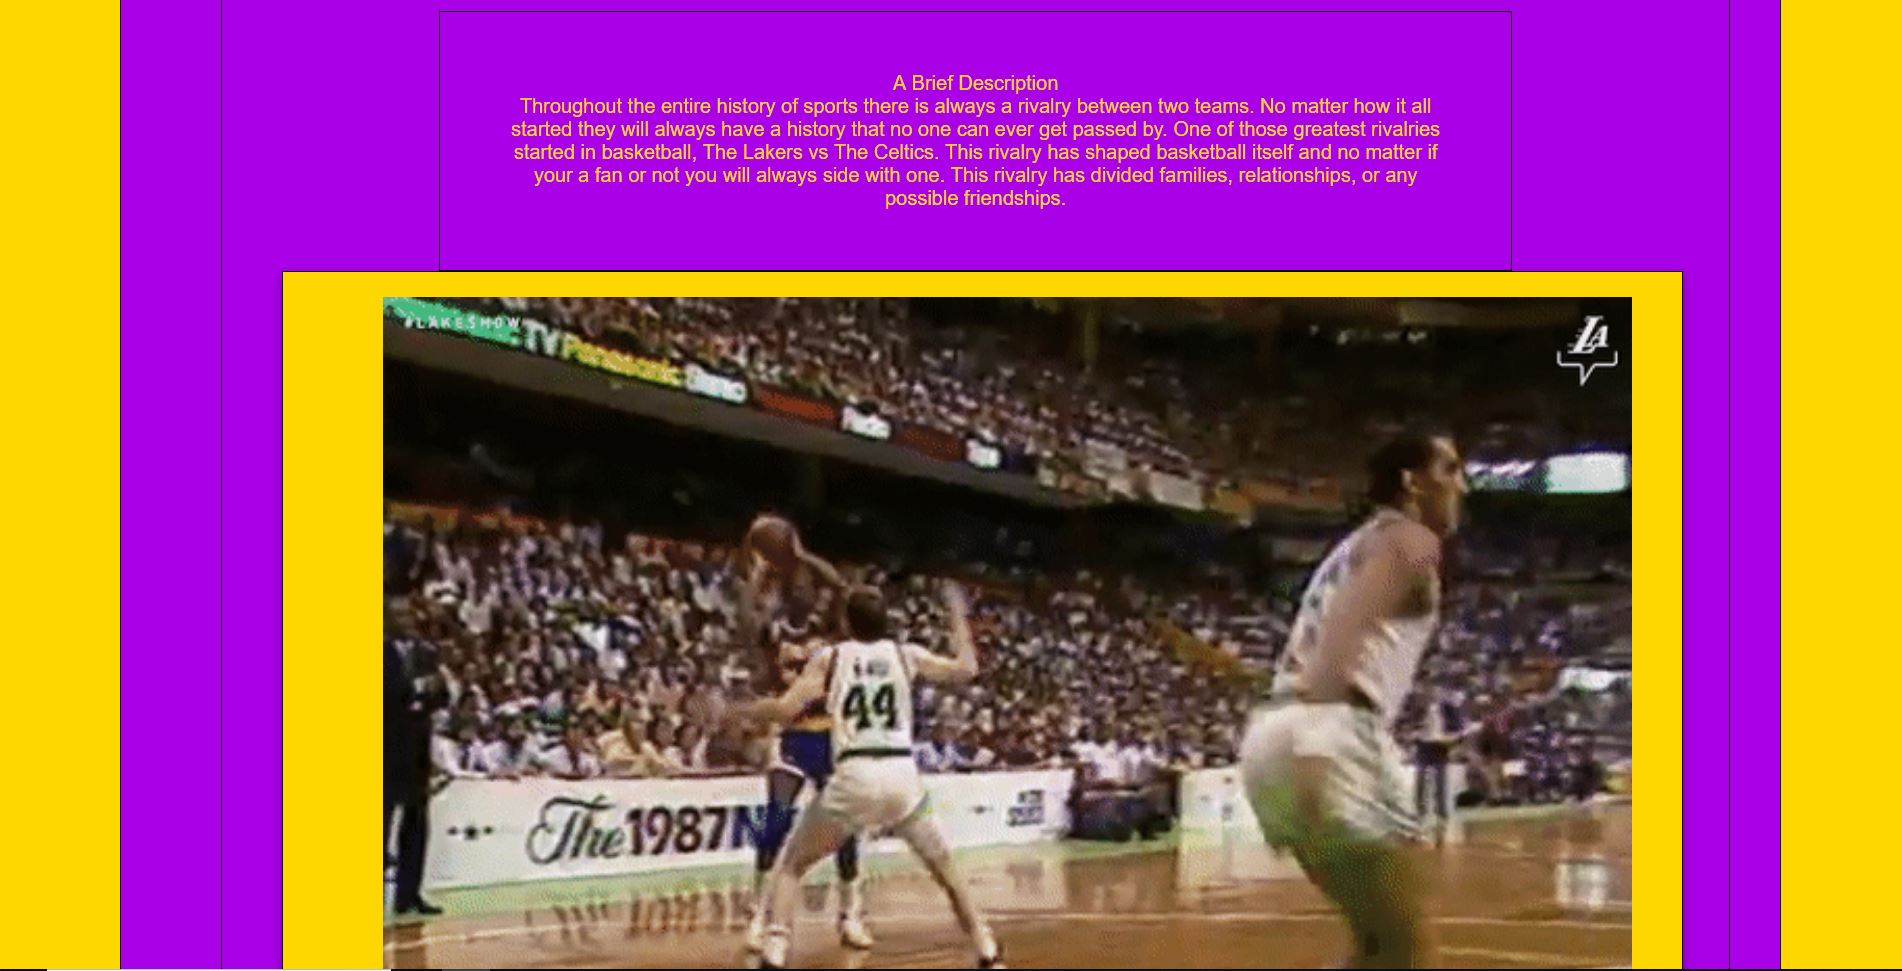 A Brief Description
Throughout the entire history of sports there is always a rivalry between two teams. No matter how it all
started they will always have a history that no one can ever get passed by. One of those greatest rivalries
started in basketball, The Lakers vs The Celtics. This rivalry has shaped basketball itself and no matter if
your a fan or not you will always side with one. This rivalry has divided families, relationships, or any
possible friendships.
#LAKESHOW
LA
TV Panasonic
44
The 1987